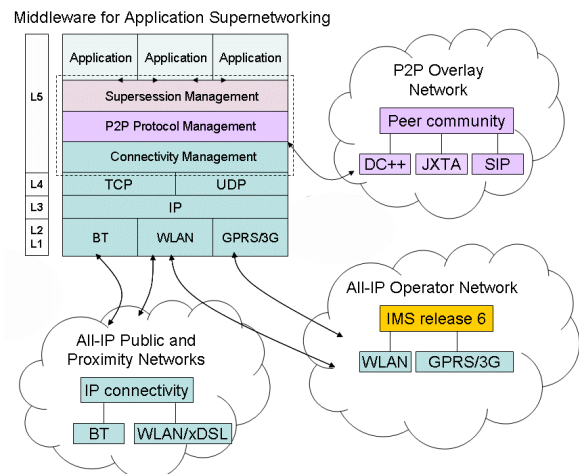 Middleware for Application Supernetworking
L5
L4
L3
L2
L1
Application Application Application
Supersession Management
P2P Protocol Management
Connectivity Management
TCP UDP
IP
BT WLAN GPRS/3G
P2P Overlay
Network
Peer community
DC++ JXTA SIP
All-IP Operator Network
IMS release 6
WLAN GPRS/3G
All-IP Public and
Proximity Networks
IP connectivity
BT WLAN/xDSL